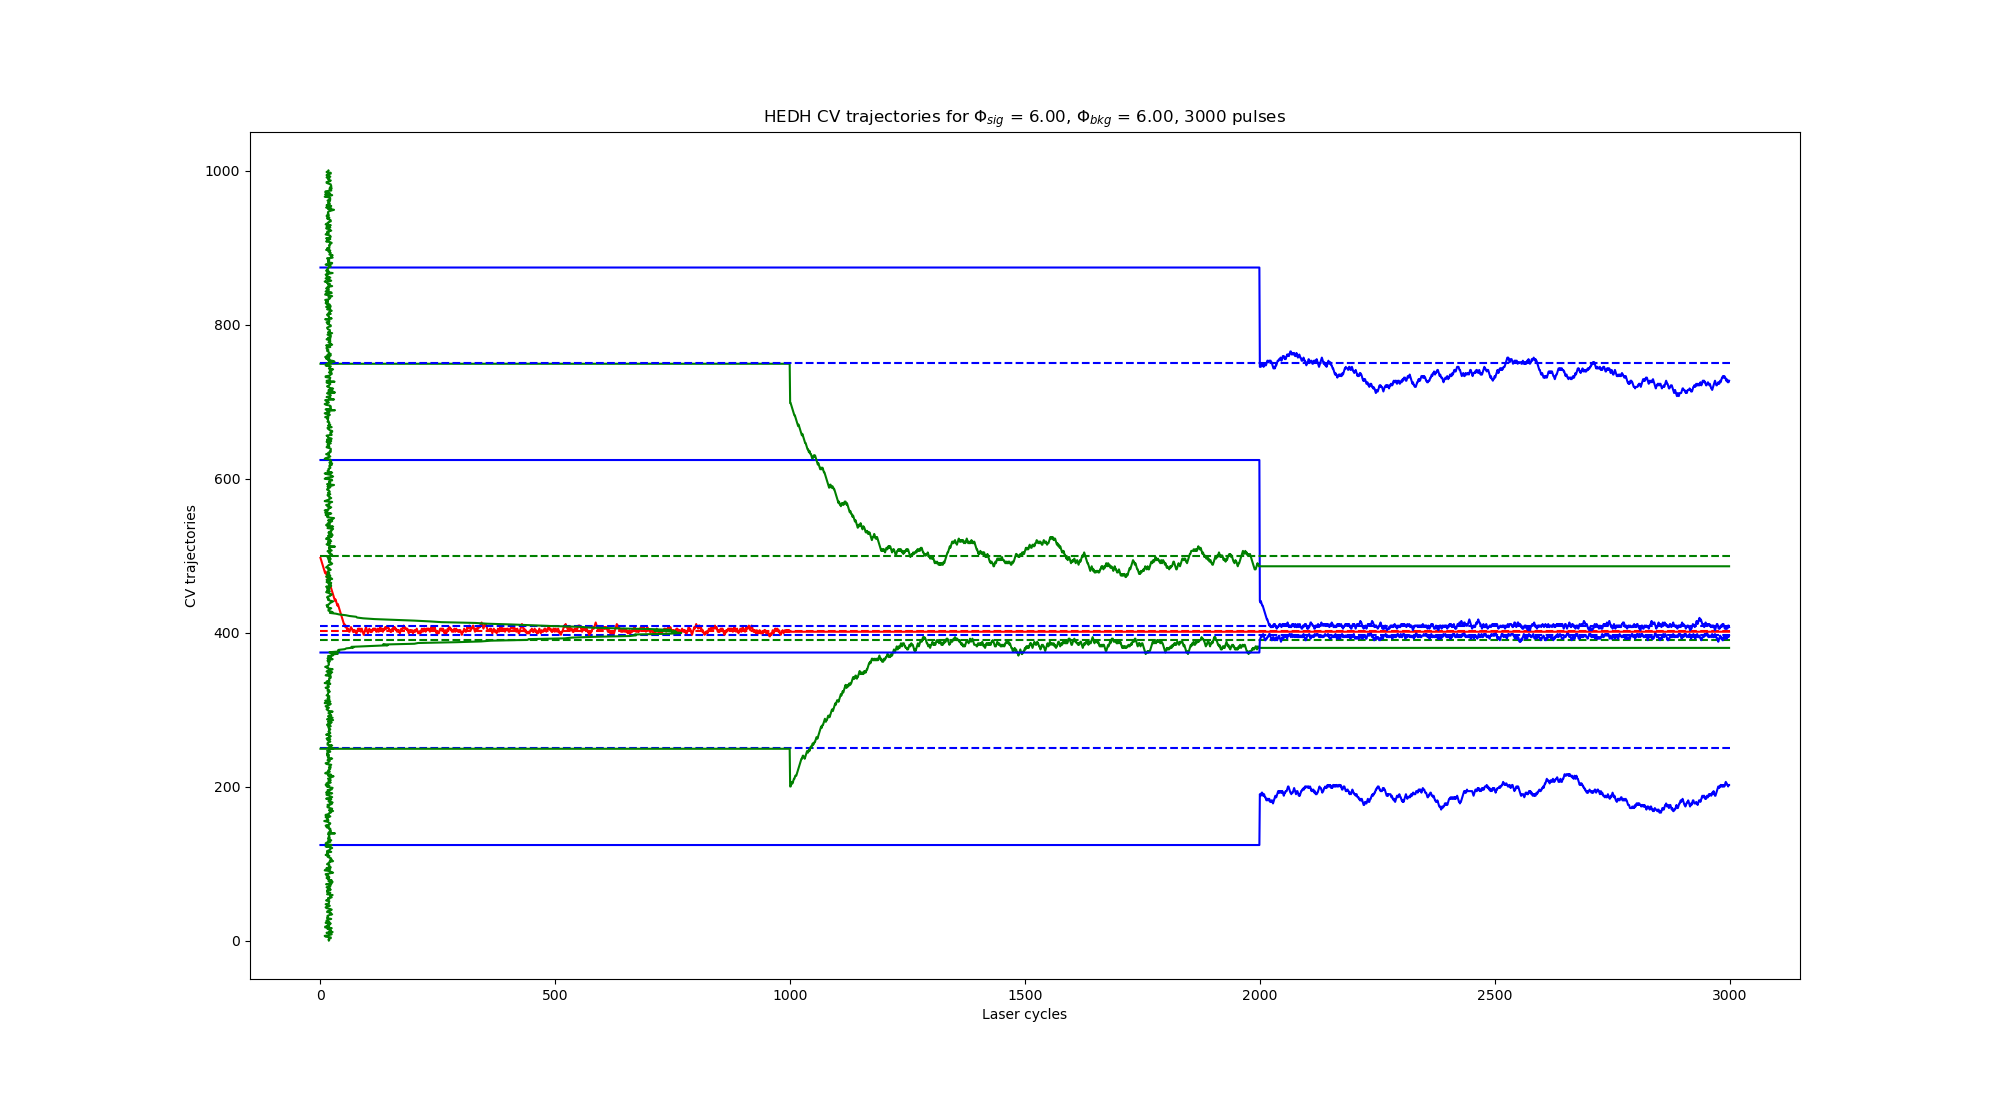 HEDH CV trajectories for Φsig = 6.00, Φbkg = 6.00, 3000 pulses
1000
800
600
400
200
0
CV trajectories
0 500 1000 1500 2000 2500 3000
Laser cycles